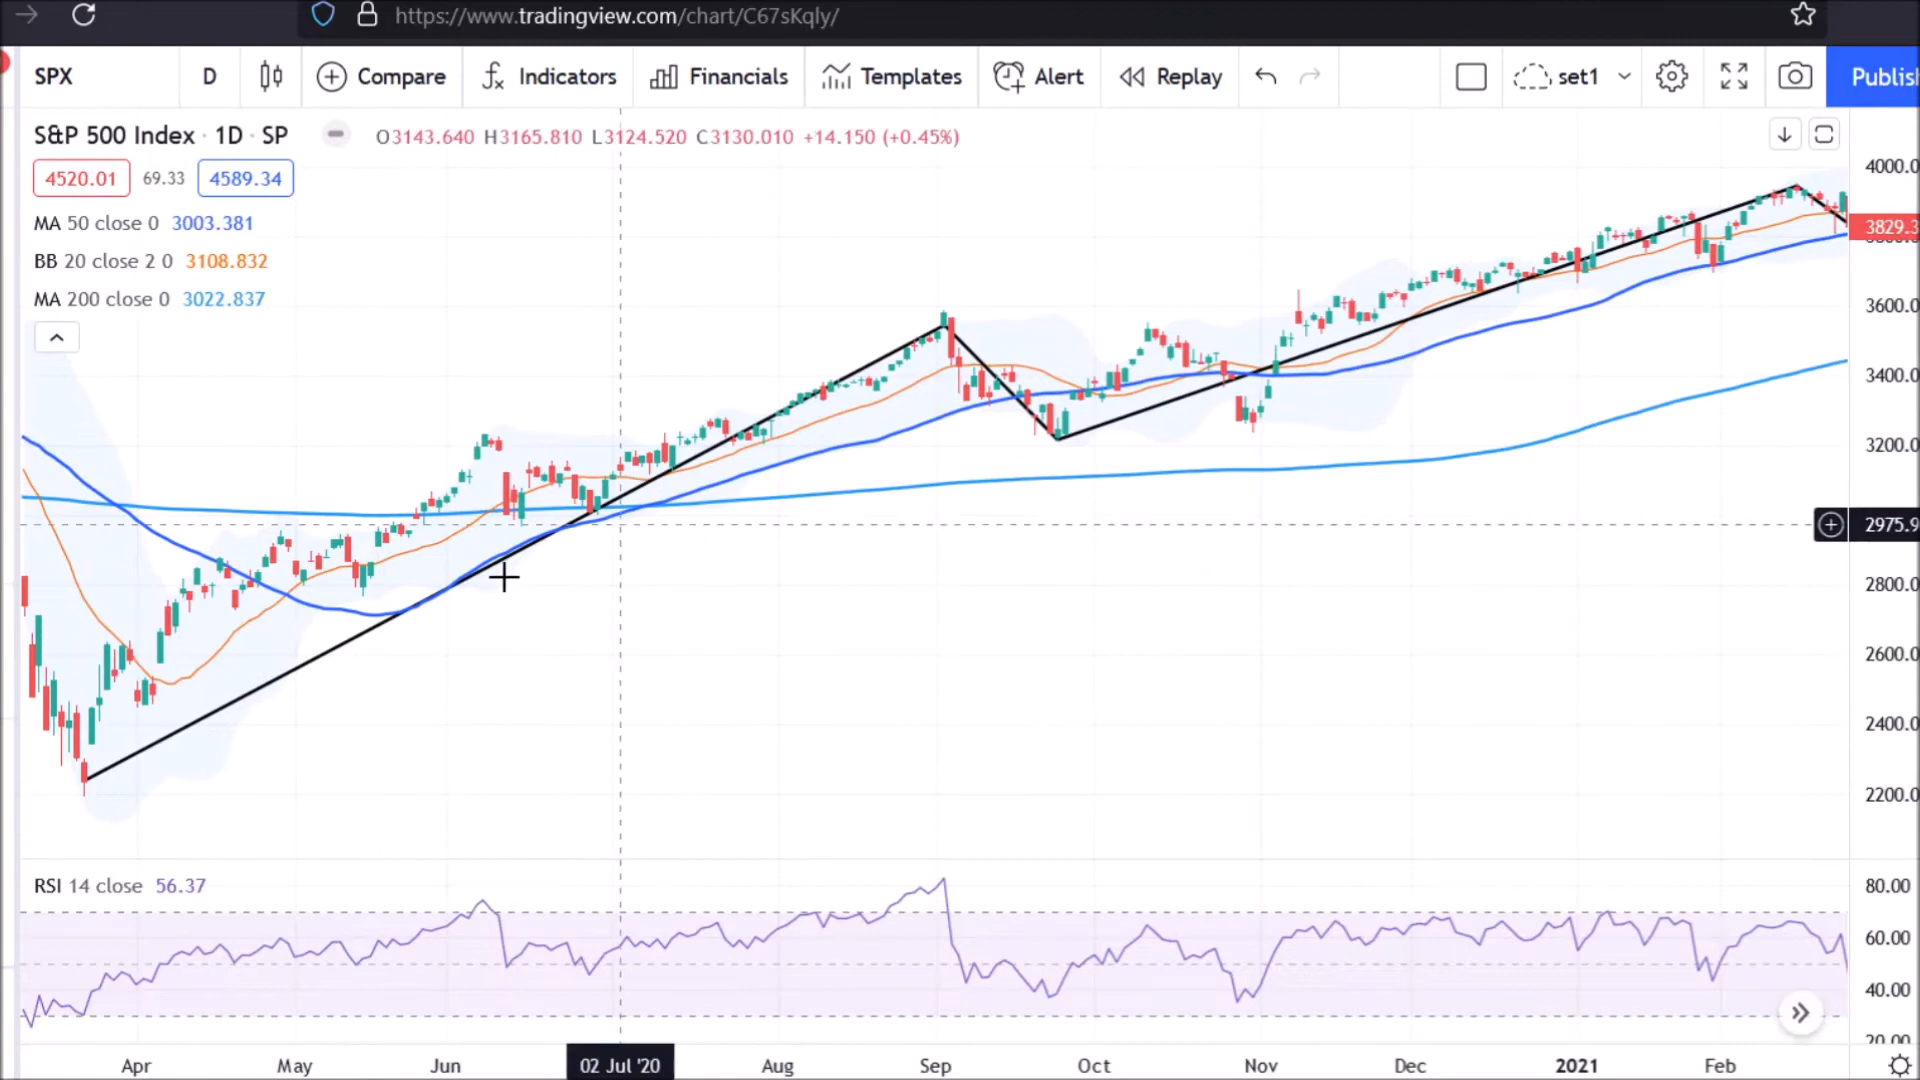 https://www.tradingview.com/chart/C67sKqly/
SPX D Compare Indicators Financials Templates Alert Replay set1 Publis
S&P 500 Index · 1D · SP O3143.640 H3165.810 L3124.520 C3130.010 +14.150 (+0.45%)
4520.01 69.33 4589.34
MA 50 close 0 3003.381
BB 20 close 2 0 3108.832
MA 200 close 0 3022.837
4000.0
3829.3
3600.0
3400.0
3200.0
2975.9
2800.0
2600.0
2400.0
2200.0
RSI 14 close 56.37
80.00
60.00
40.00
20.00
Apr May Jun 02 Jul '20 Aug Sep Oct Nov Dec 2021 Feb